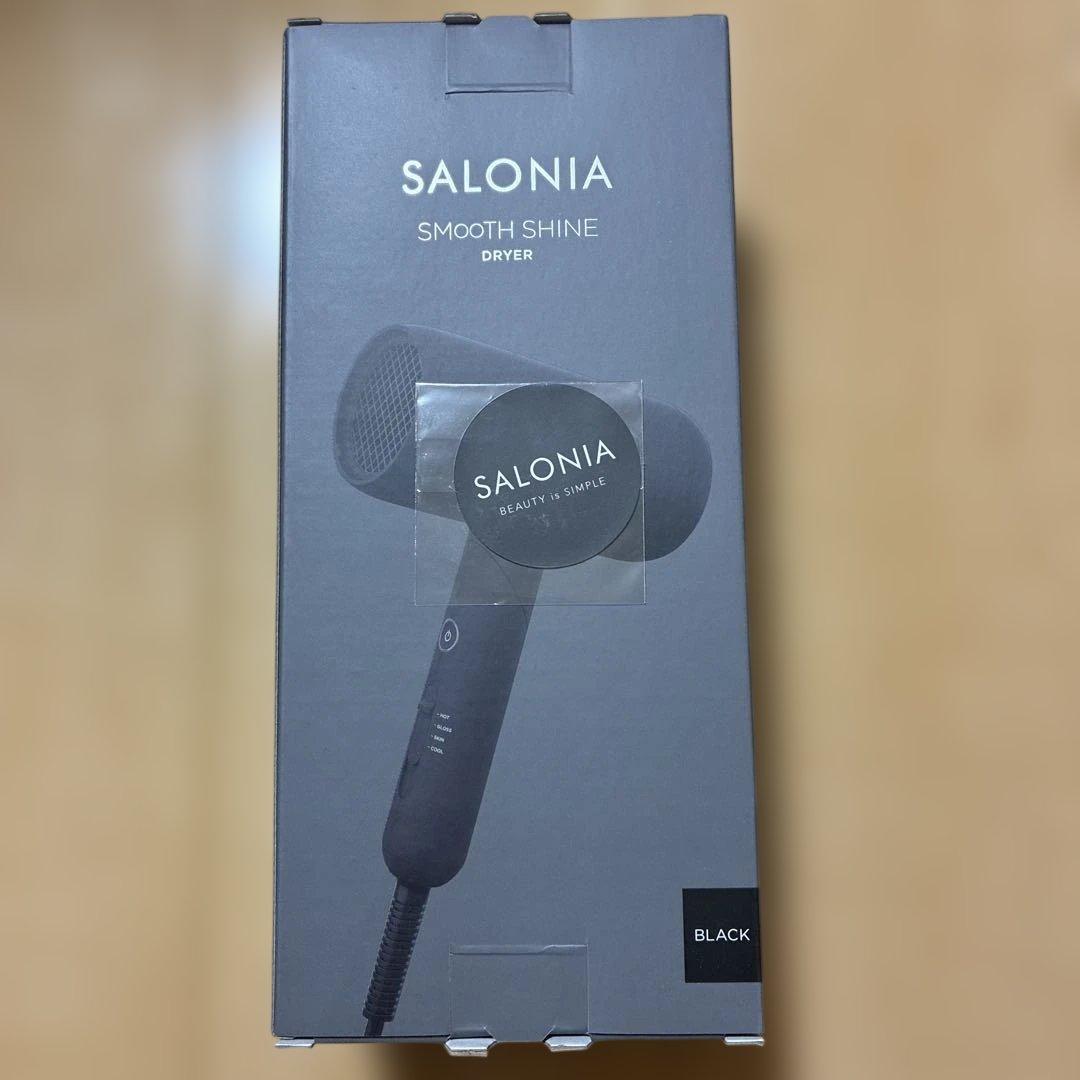 SALONIA
SMOOTH SHINE
DRYER
SALONIA
BEAUTY is SIMPLE
- HOT
- GLOSS
- SKIN
- COOL
BLACK